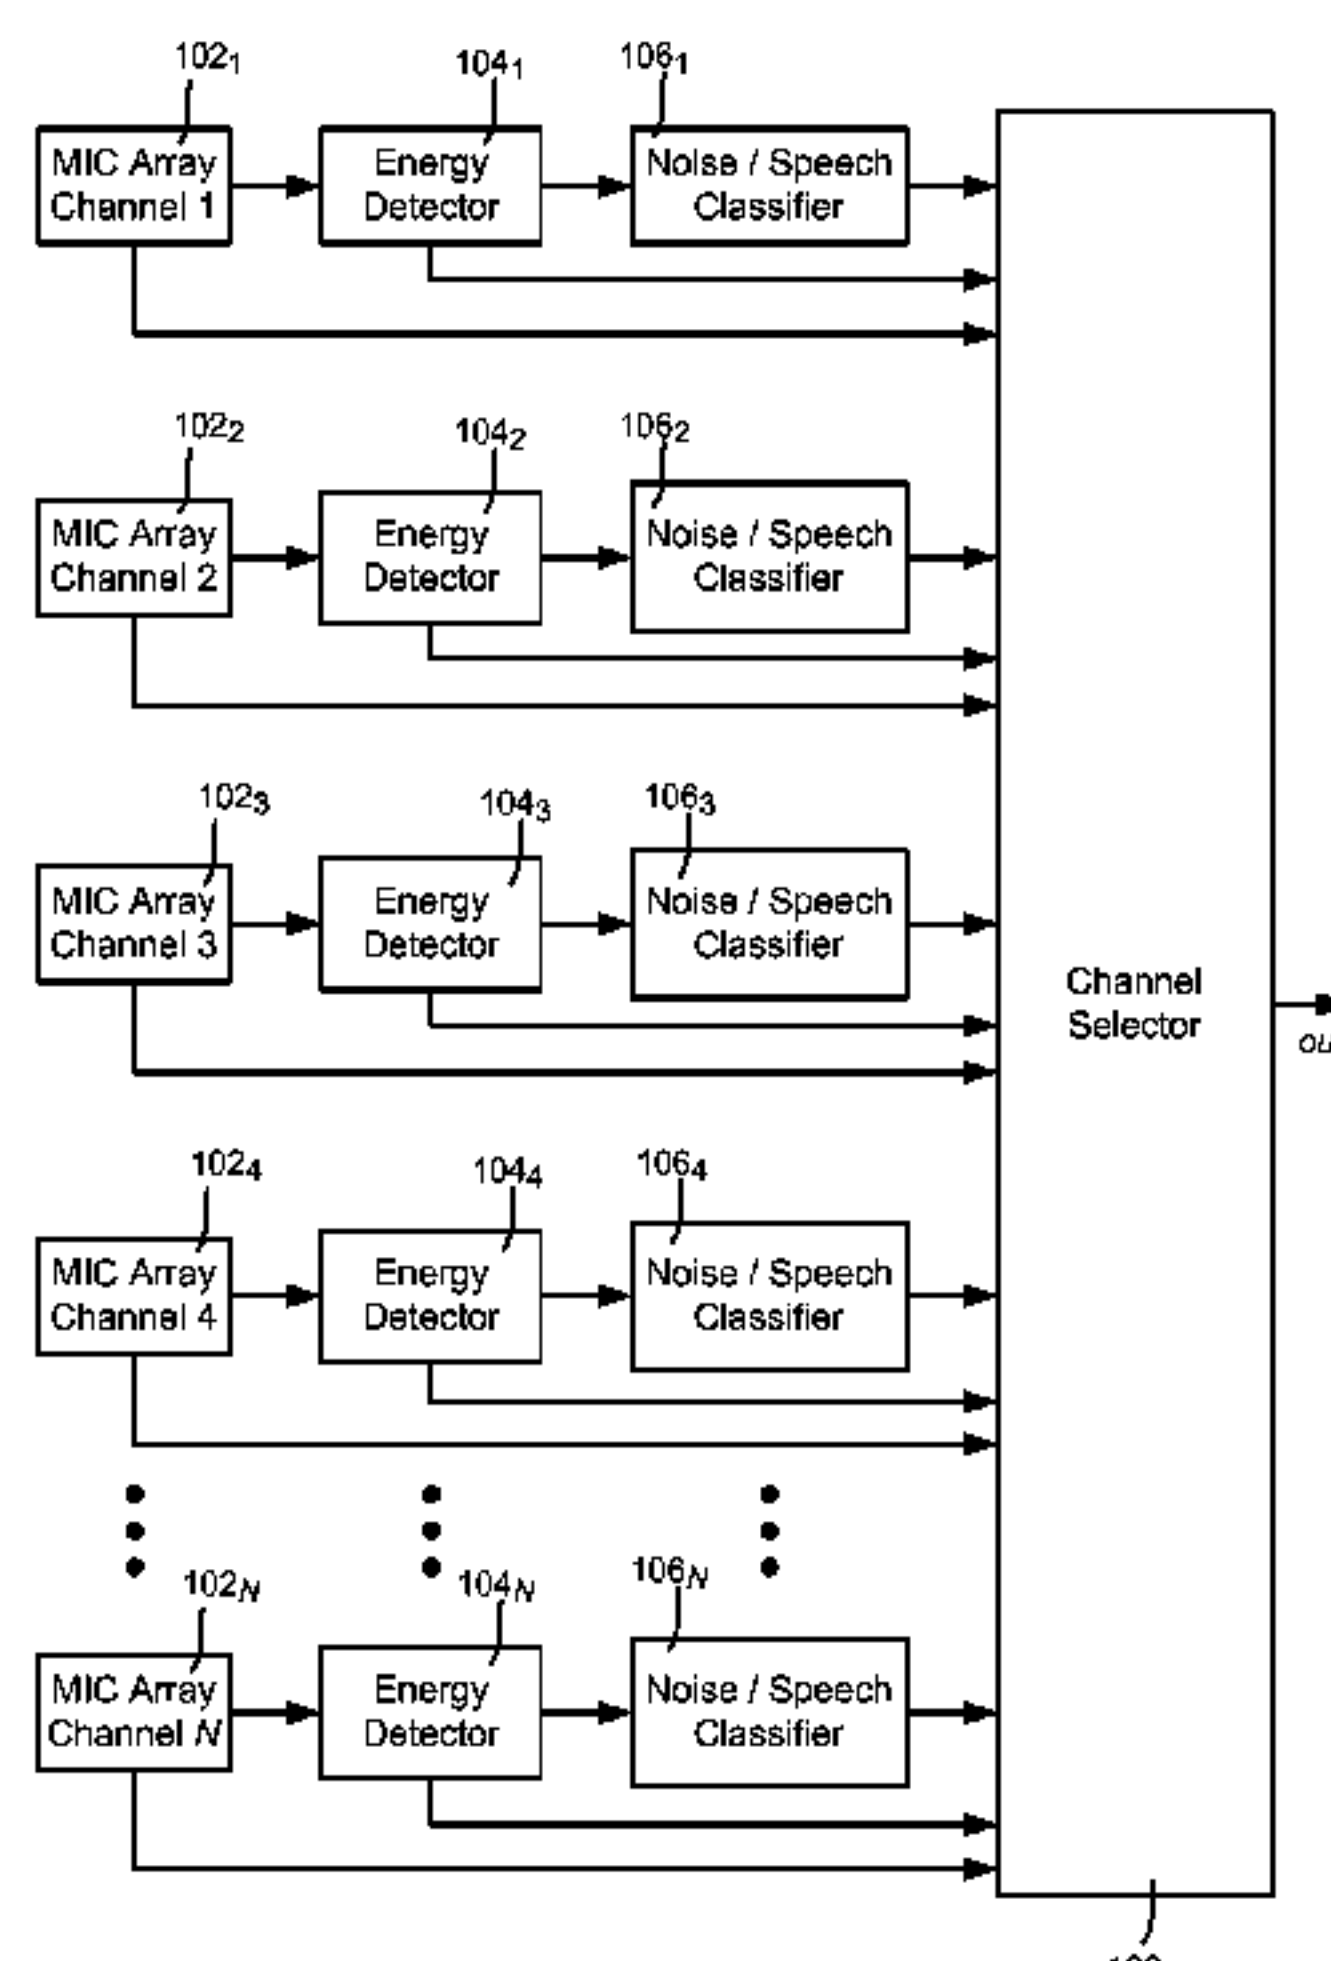 102₁ 104₁ 106₁
MIC Array
Channel 1
Energy
Detector
Noise / Speech
Classifier
102₂ 104₂ 106₂
MIC Array
Channel 2
Energy
Detector
Noise / Speech
Classifier
102₃ 104₃ 106₃
MIC Array
Channel 3
Energy
Detector
Noise / Speech
Classifier
Channel
Selector
102₄ 104₄ 106₄
MIC Array
Channel 4
Energy
Detector
Noise / Speech
Classifier
102N 104N 106N
MIC Array
Channel N
Energy
Detector
Noise / Speech
Classifier